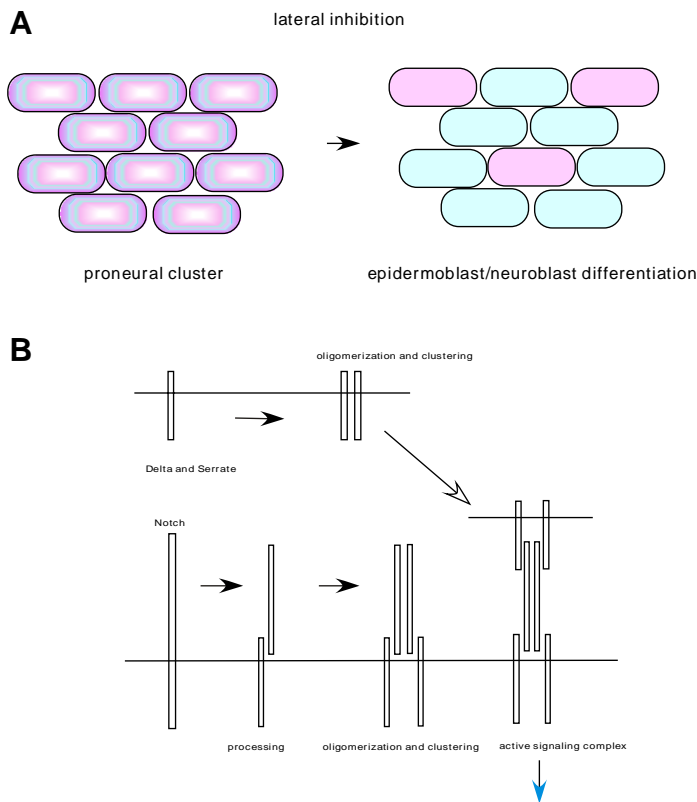 A
lateral inhibition
proneural cluster
epidermoblast/neuroblast differentiation
B
oligomerization and clustering
Delta and Serrate
Notch
processing
oligomerization and clustering
active signaling complex